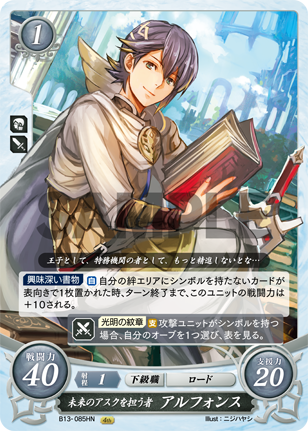 1
SAMPLE
王子として、特務機関の者として、もっと精進しないとな…
興味深い書物 自 自分の絆エリアにシンボルを持たないカードが
表向きで1枚置かれた時、ターン終了まで、このユニットの戦闘力は
+10される。
光明の紋章 支 攻撃ユニットがシンボルを持つ
場合、自分のオーブを1つ選び、表を見る。
戦闘力
40
射程 1 下級職 ロード
支援力
20
未来のアスクを担う者 アルフォンス
B13-085HN 4th Illust:ニジハヤシ